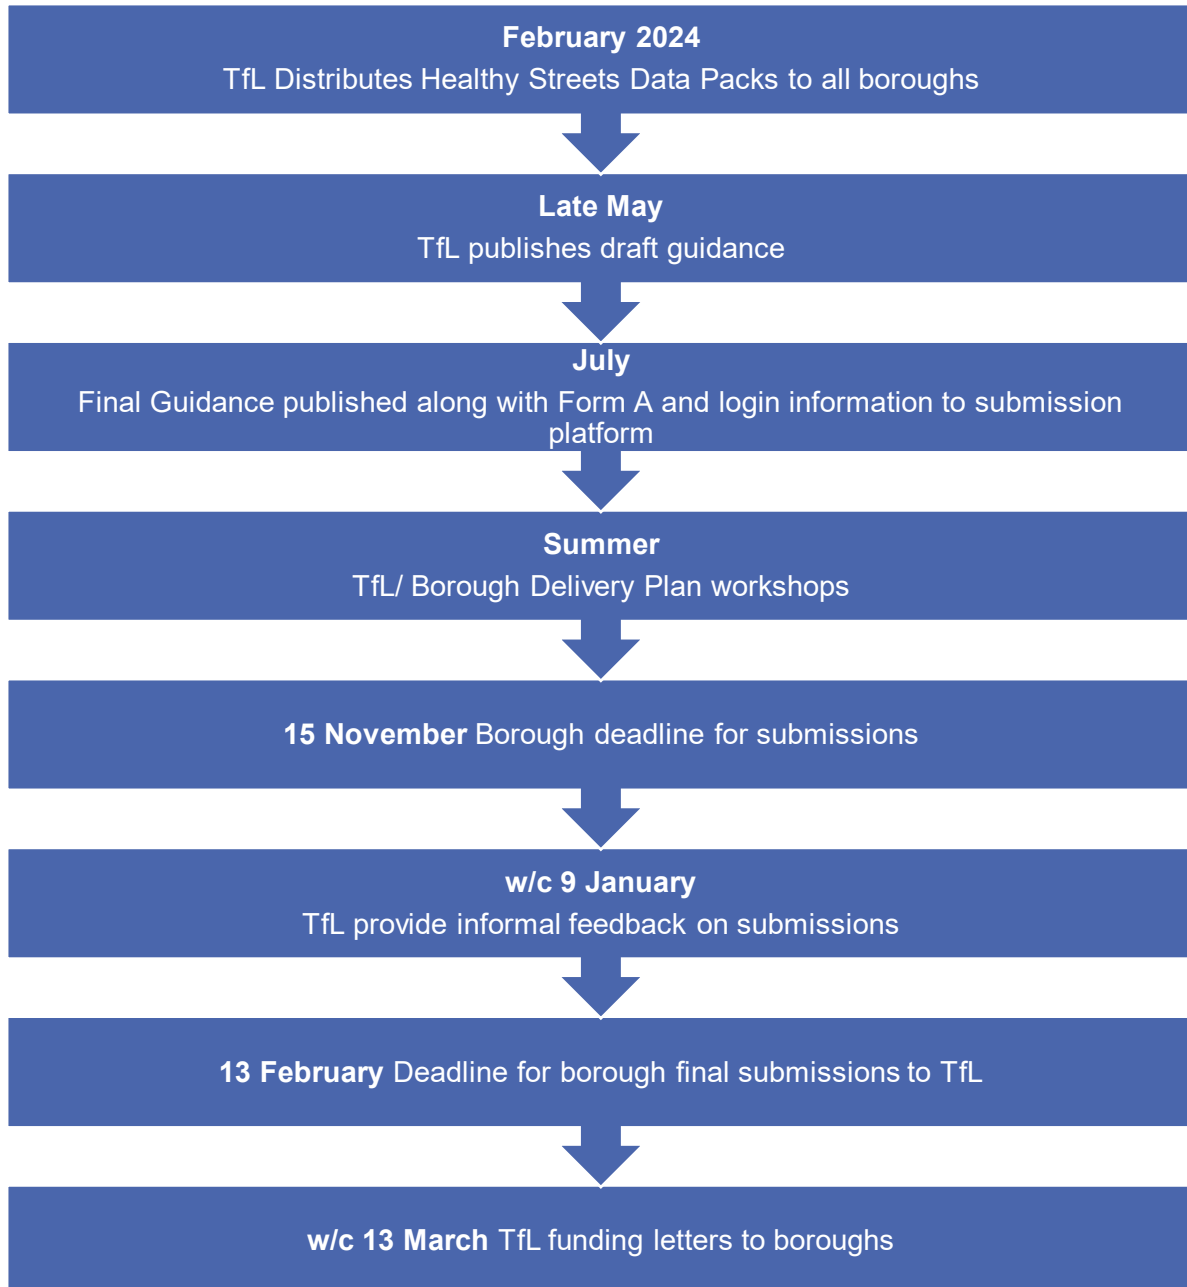 February 2024
TfL Distributes Healthy Streets Data Packs to all boroughs
Late May
TfL publishes draft guidance
July
Final Guidance published along with Form A and login information to submission
platform
Summer
TfL/ Borough Delivery Plan workshops
15 November Borough deadline for submissions
w/c 9 January
TfL provide informal feedback on submissions
13 February Deadline for borough final submissions to TfL
w/c 13 March TfL funding letters to boroughs